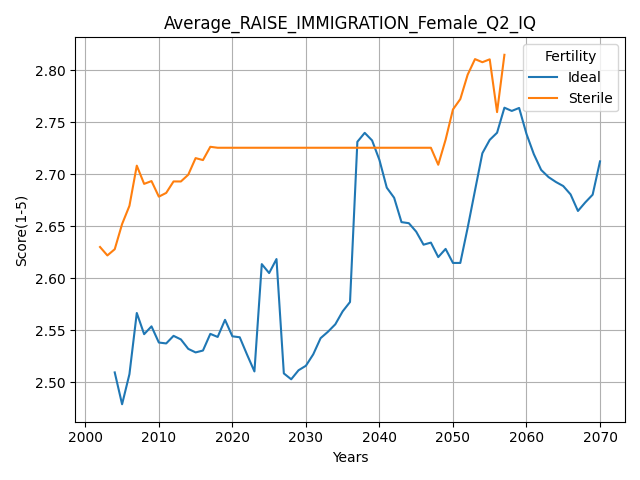 Average_RAISE_IMMIGRATION_Female_Q2_IQ
Fertility
Ideal
Sterile
Score(1-5)
2.80
2.75
2.70
2.65
2.60
2.55
2.50
2000 2010 2020 2030 2040 2050 2060 2070
Years